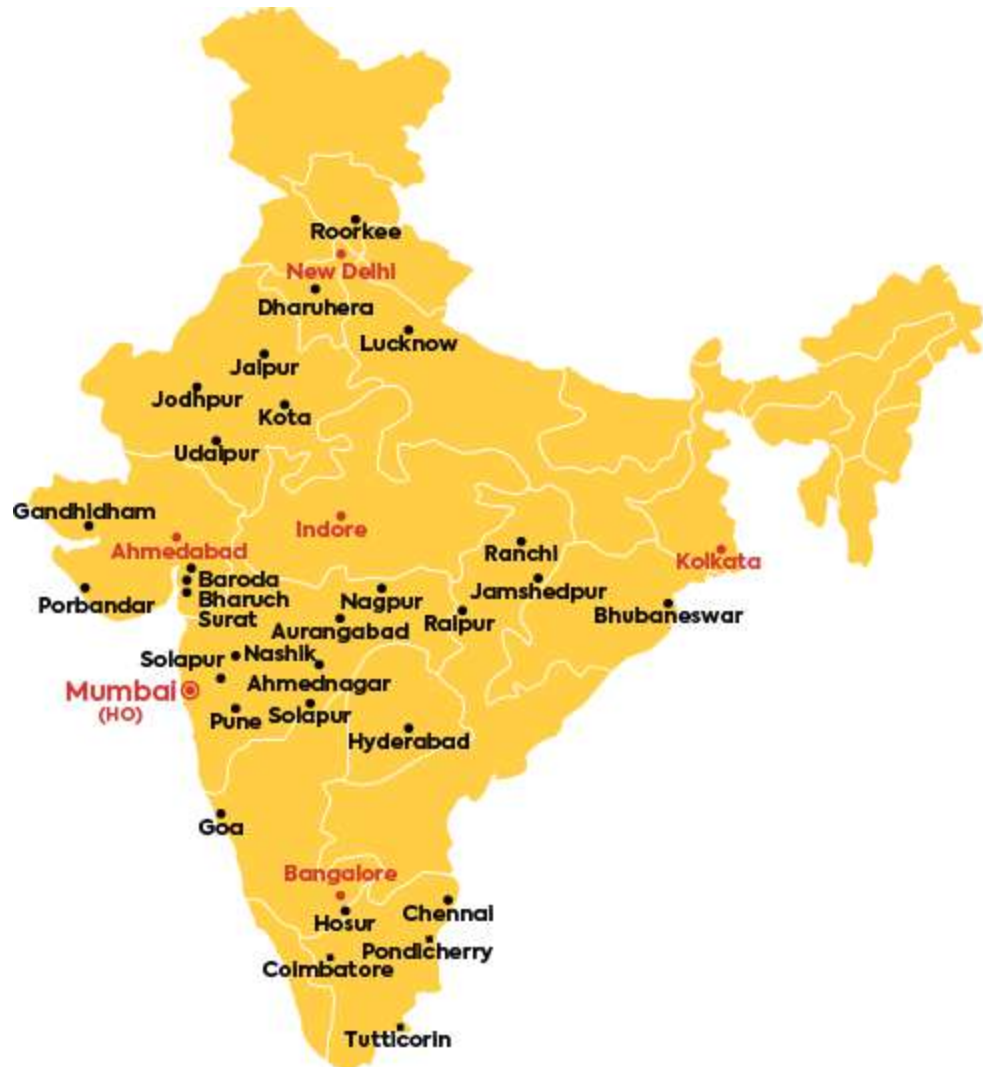 Roorkee
New Delhi
Dharuhera
Lucknow
Jaipur
Jodhpur
Kota
Udaipur
Gandhidham
Indore
Ahmedabad
Ranchi
Kolkata
Baroda
Jamshedpur
Porbandar
Bharuch
Nagpur
Bhubaneswar
Surat
Raipur
Aurangabad
Nashik
Solapur
Ahmednagar
Mumbai
(HO)
Solapur
Pune
Hyderabad
Goa
Bangalore
Chennai
Hosur
Pondicherry
Coimbatore
Tutticorin